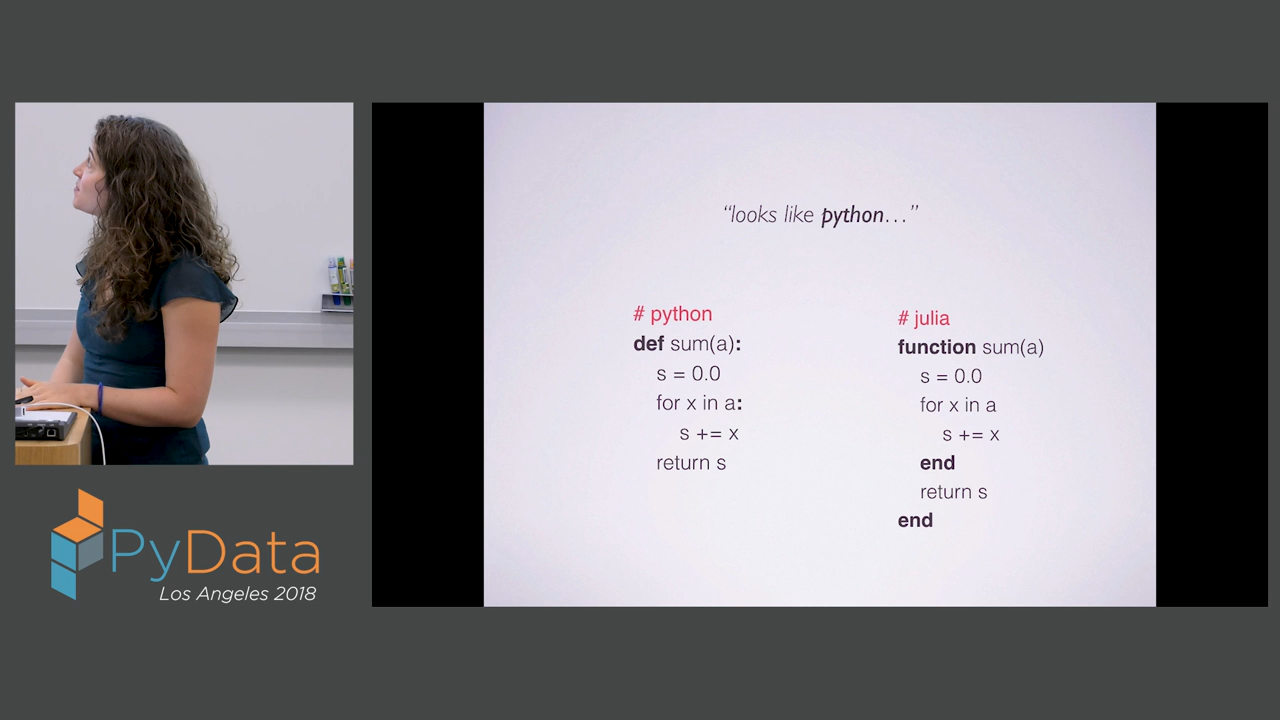 “looks like python…”
# python
def sum(a):
s = 0.0
for x in a:
s += x
return s
# julia
function sum(a)
s = 0.0
for x in a
s += x
end
return s
end
PyData
Los Angeles 2018